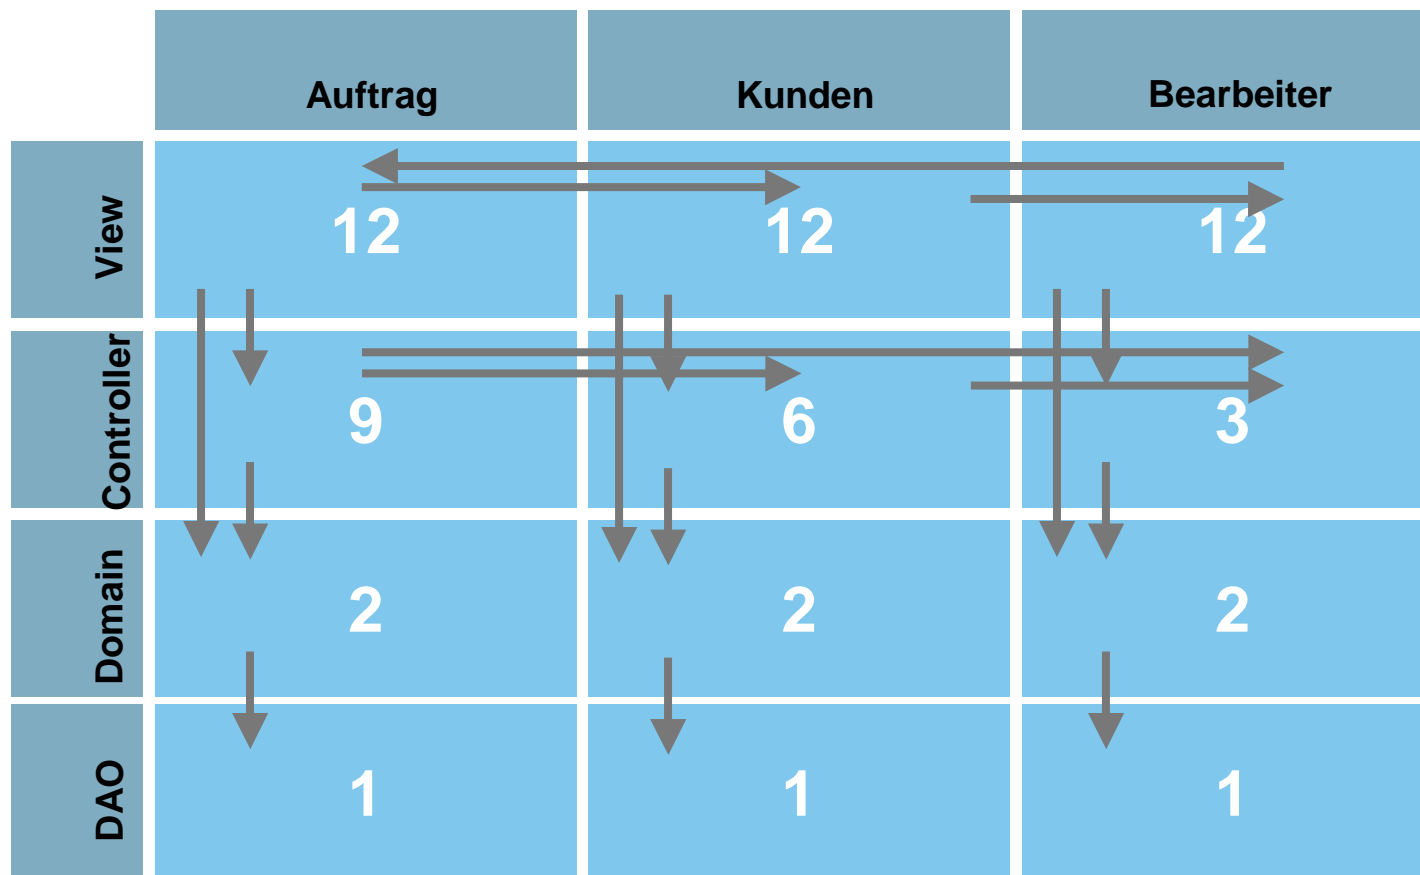 Auftrag Kunden Bearbeiter
View 12 12 12
Controller 9 6 3
Domain 2 2 2
DAO 1 1 1